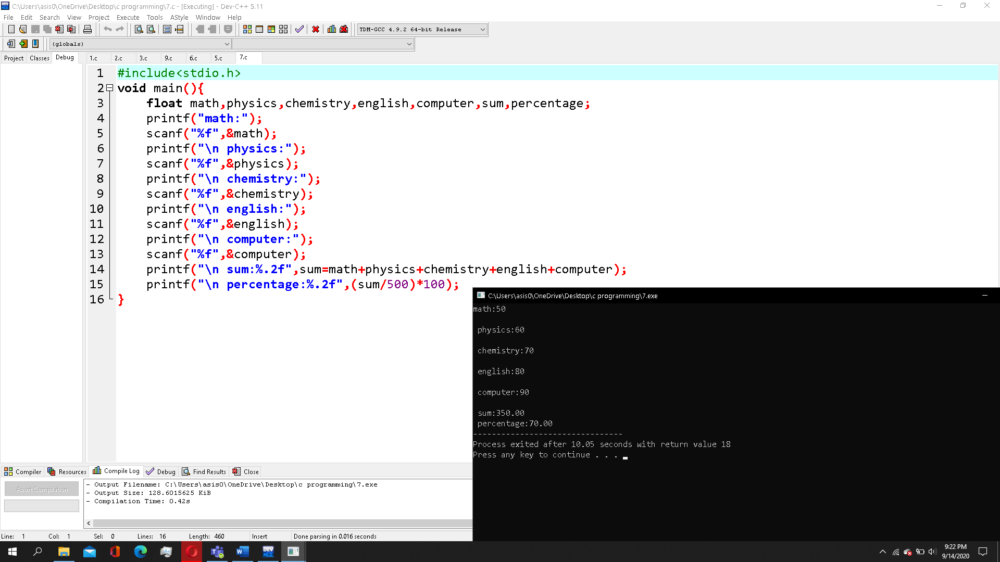 C:\Users\asis0\OneDrive\Desktop\c programming\7.c - [Executing] - Dev-C++ 5.11
File Edit Search View Project Execute Tools AStyle Window Help
TDM-GCC 4.9.2 64-bit Release
(globals)
Project Classes Debug 1.c 2.c 3.c 9.c 6.c 5.c 7.c
1 #include<stdio.h>
2 void main(){
3 float math,physics,chemistry,english,computer,sum,percentage;
4 printf("math:");
5 scanf("%f",&math);
6 printf("\n physics:");
7 scanf("%f",&physics);
8 printf("\n chemistry:");
9 scanf("%f",&chemistry);
10 printf("\n english:");
11 scanf("%f",&english);
12 printf("\n computer:");
13 scanf("%f",&computer);
14 printf("\n sum:%.2f",sum=math+physics+chemistry+english+computer);
15 printf("\n percentage:%.2f",(sum/500)*100);
16 }
C:\Users\asis0\OneDrive\Desktop\c programming\7.exe
math:50
physics:60
chemistry:70
english:80
computer:90
sum:350.00
percentage:70.00
--------------------------------
Process exited after 10.05 seconds with return value 18
Press any key to continue . . .
Compiler Resources Compile Log Debug Find Results Close
Abort Compilation
- Output Filename: C:\Users\asis0\OneDrive\Desktop\c programming\7.exe
- Output Size: 128.6015625 KiB
- Compilation Time: 0.42s
Line: 1 Col: 1 Sel: 0 Lines: 16 Length: 460 Insert Done parsing in 0.016 seconds
9:22 PM
9/14/2020